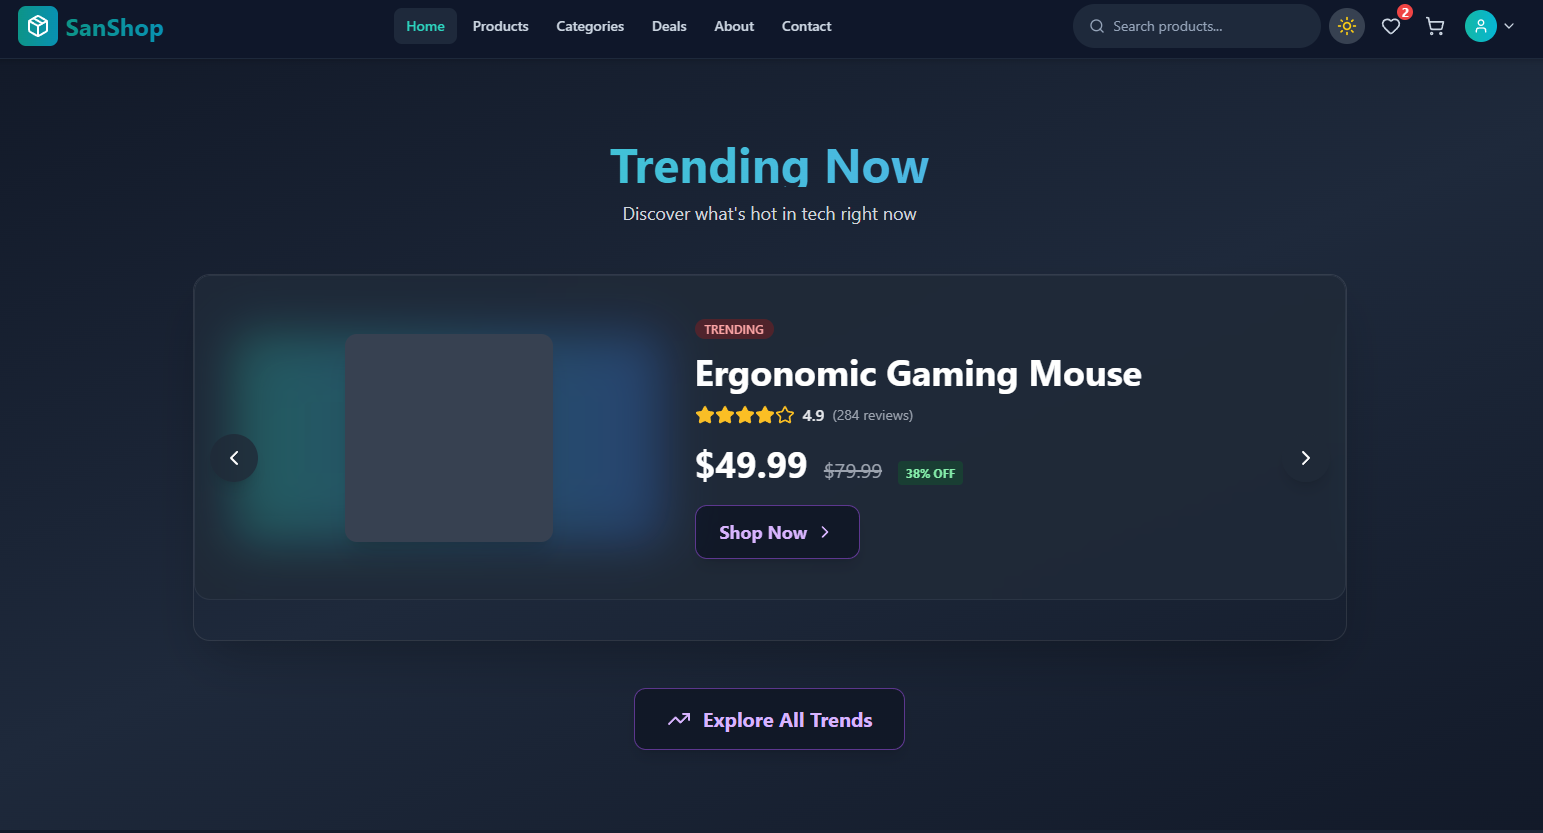 SanShop
Home Products Categories Deals About Contact
Search products...
2
Trending Now
Discover what's hot in tech right now
TRENDING
Ergonomic Gaming Mouse
4.9 (284 reviews)
$49.99 $79.99 38% OFF
Shop Now
Explore All Trends